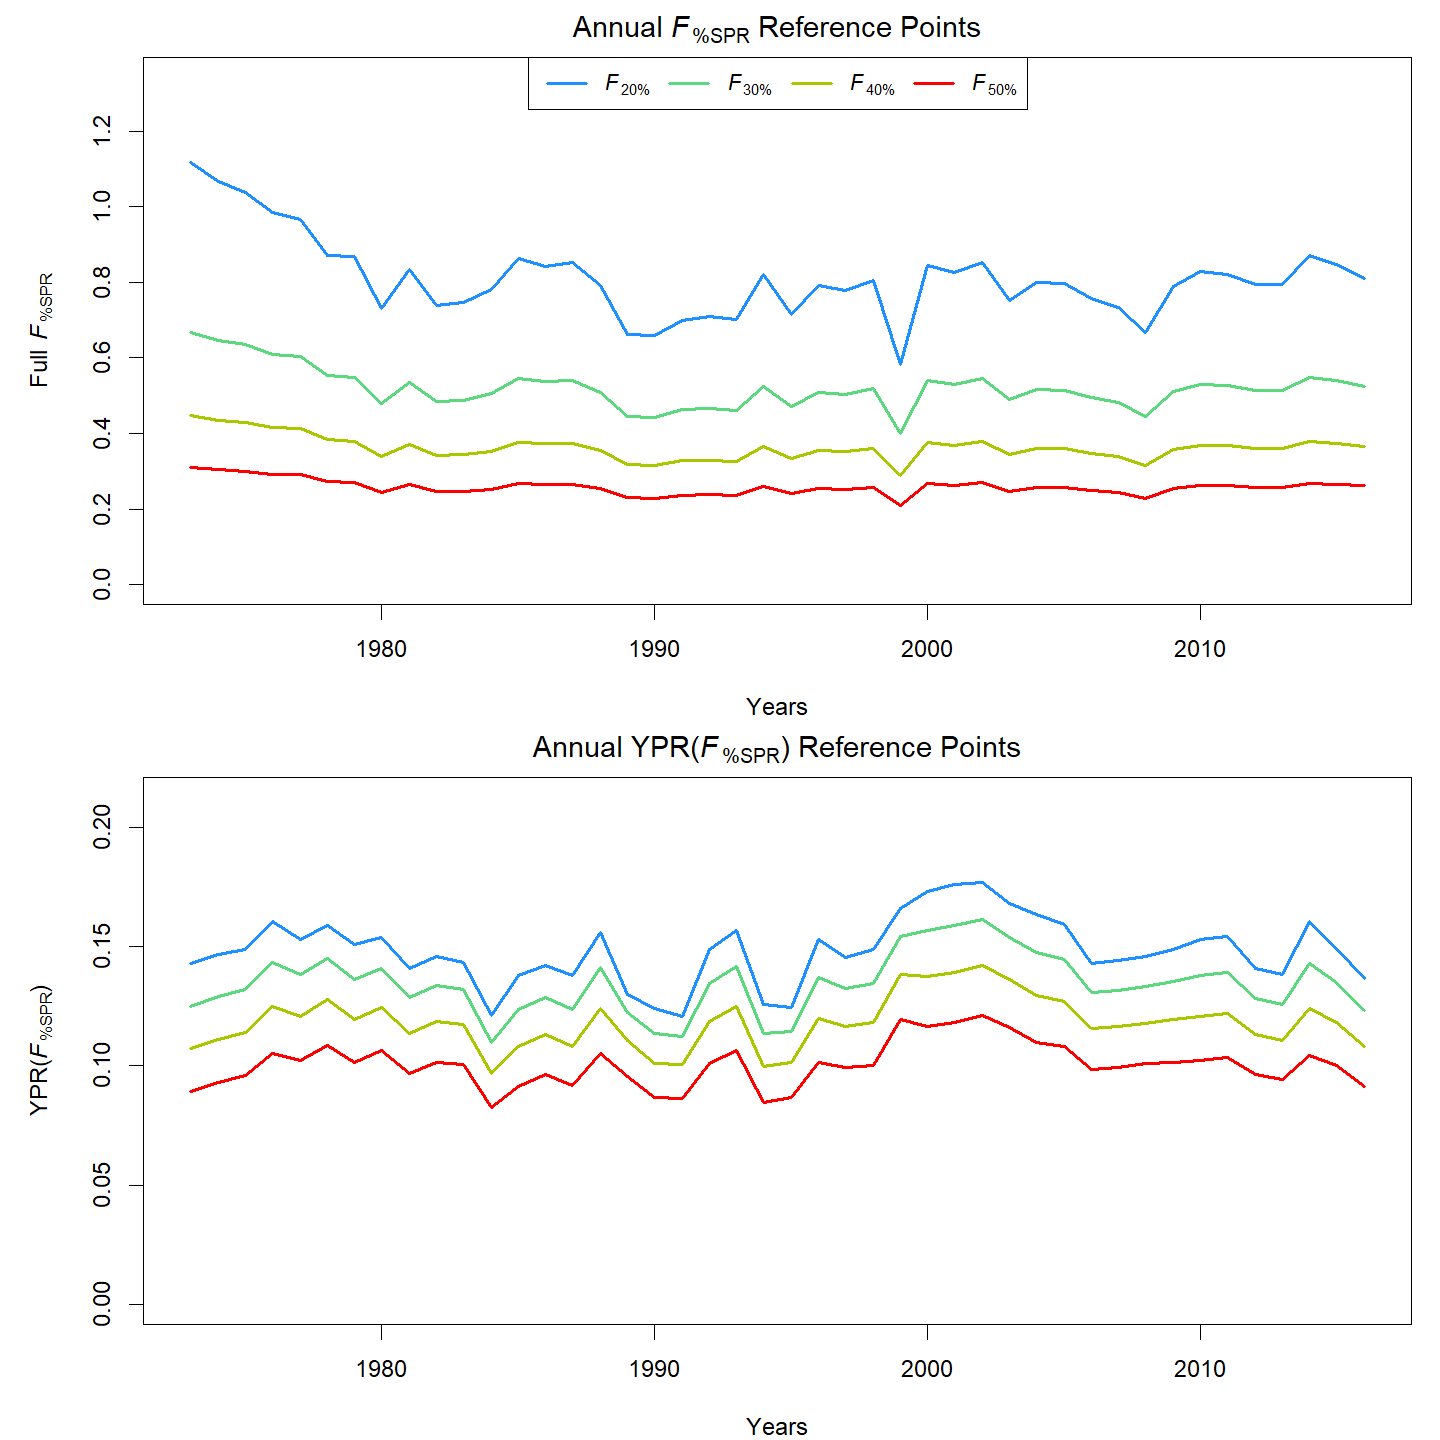 Annual F%SPR Reference Points
F20% F30% F40% F50%
Full F%SPR
1.2
1.0
0.8
0.6
0.4
0.2
0.0
1980 1990 2000 2010
Years
Annual YPR(F%SPR) Reference Points
YPR(F%SPR)
0.20
0.15
0.10
0.05
0.00
1980 1990 2000 2010
Years